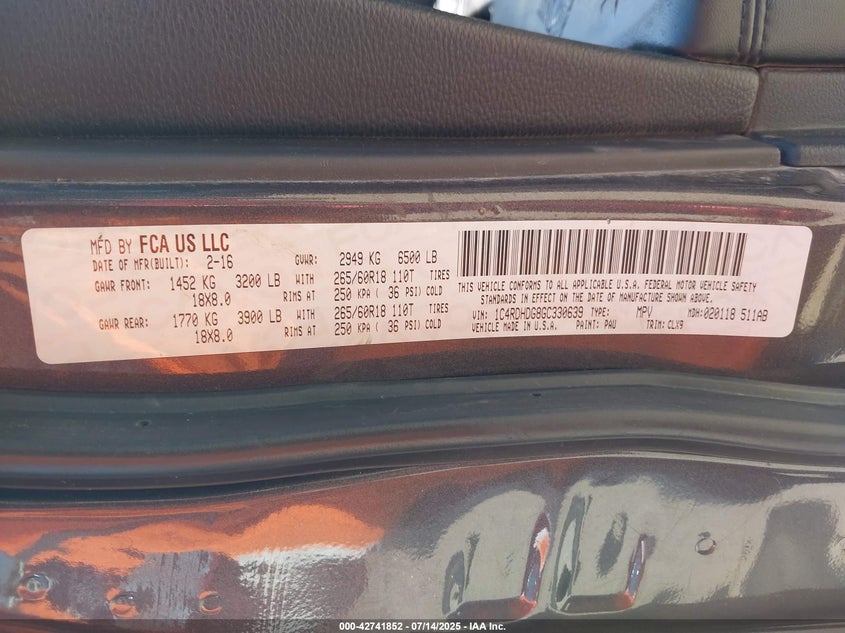 MFD BY FCA US LLC
DATE OF MFR(BUILT): 2-16 GVWR: 2949 KG 6500 LB
GAWR FRONT: 1452 KG 3200 LB WITH 265/60R18 110T TIRES
18X8.0 RIMS AT 250 KPA ( 36 PSI) COLD
GAWR REAR: 1770 KG 3900 LB WITH 265/60R18 110T TIRES
18X8.0 RIMS AT 250 KPA ( 36 PSI) COLD
THIS VEHICLE CONFORMS TO ALL APPLICABLE U.S.A. FEDERAL MOTOR VEHICLE SAFETY
STANDARDS IN EFFECT ON THE DATE OF MANUFACTURE SHOWN ABOVE.
VIN: 1C4RDHDG8GC330639 TYPE: MPV MDH:020118 511AB
MADE IN U.S.A. PAINT: PAU TRIM: CLX9
000-42741852 - 07/14/2025 - IAA Inc.